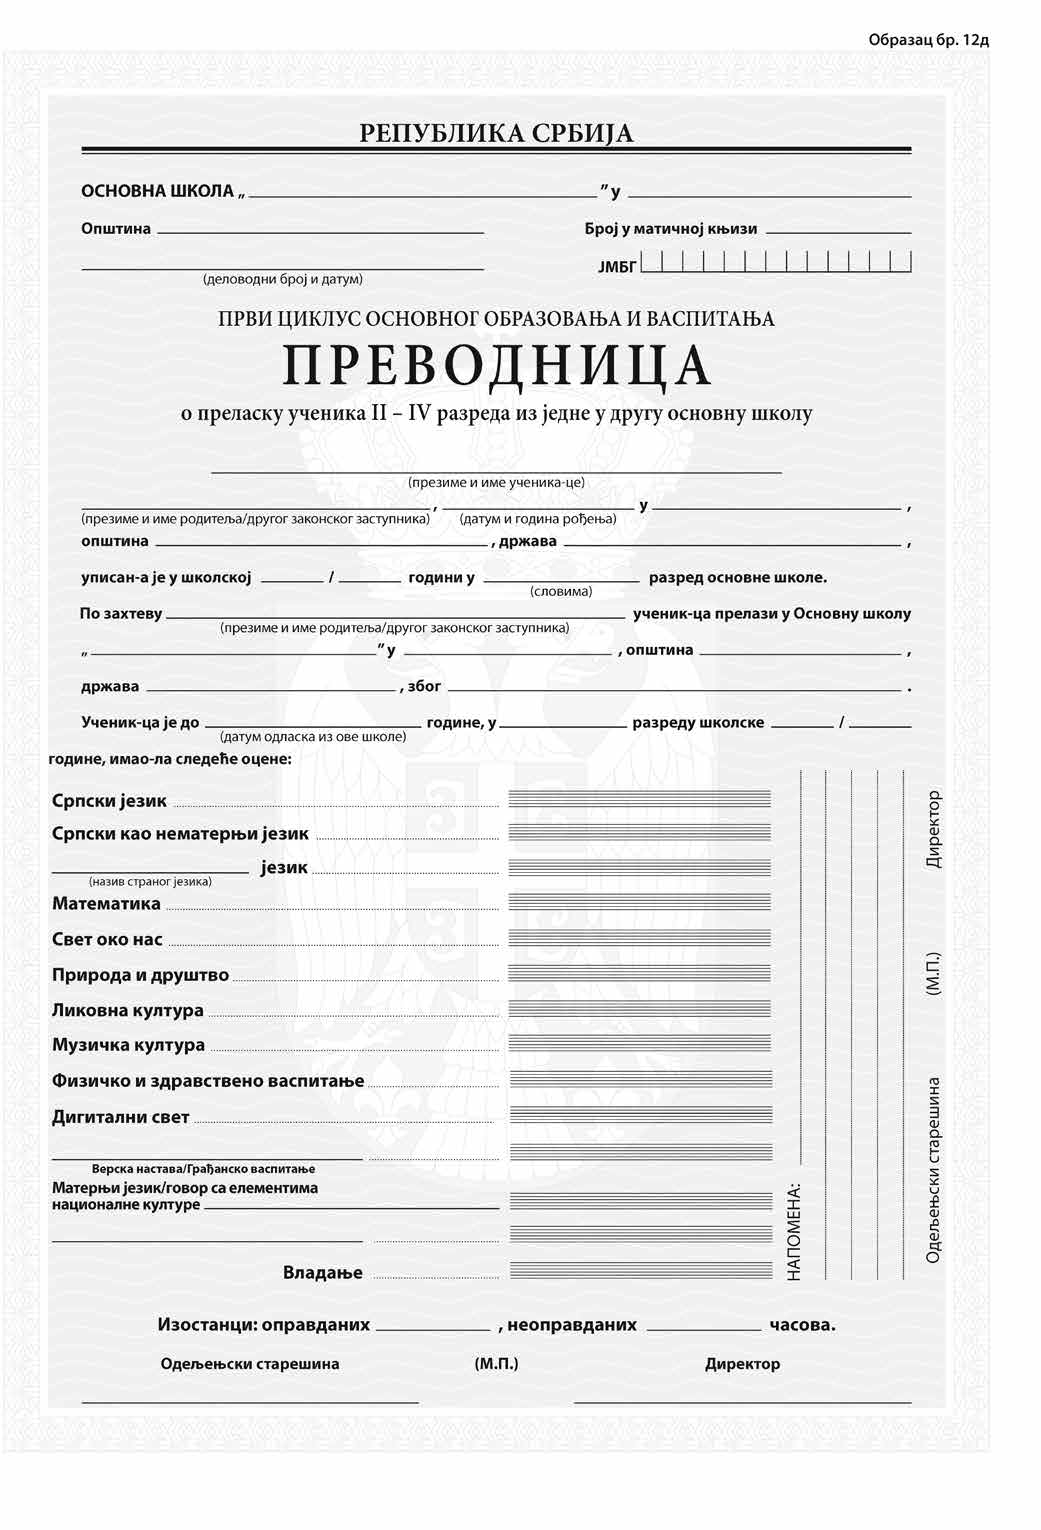 Образац бр. 12д
РЕПУБЛИКА СРБИЈА
ОСНОВНА ШКОЛА „ ” у
Општина Број у матичној књизи
ЈМБГ
(деловодни број и датум)
ПРВИ ЦИКЛУС ОСНОВНОГ ОБРАЗОВАЊА И ВАСПИТАЊА
ПРЕВОДНИЦА
о преласку ученика II – IV разреда из једне у другу основну школу
(презиме и име ученика-це)
, у ,
(презиме и име родитеља/другог законског заступника) (датум и година рођења)
општина , држава ,
уписан-а је у школској / години у разред основне школе.
(словима)
По захтеву ученик-ца прелази у Основну школу
(презиме и име родитеља/другог законског заступника)
„ ” у , општина ,
држава , због .
Ученик-ца је до године, у разреду школске /
(датум одласка из ове школе)
године, имао-ла следеће оцене:
Српски језик
Српски као нематерњи језик
језик
(назив страног језика)
Математика
Свет око нас
Природа и друштво
Ликовна култура
Музичка култура
Физичко и здравствено васпитање
Дигитални свет
Верска настава/Грађанско васпитање
Матерњи језик/говор са елементима
националне културе
Владање
НАПОМЕНА:
Одељењски старешина (М.П.) Директор
Изостанци: оправданих , неоправданих часова.
Одељењски старешина (М.П.) Директор